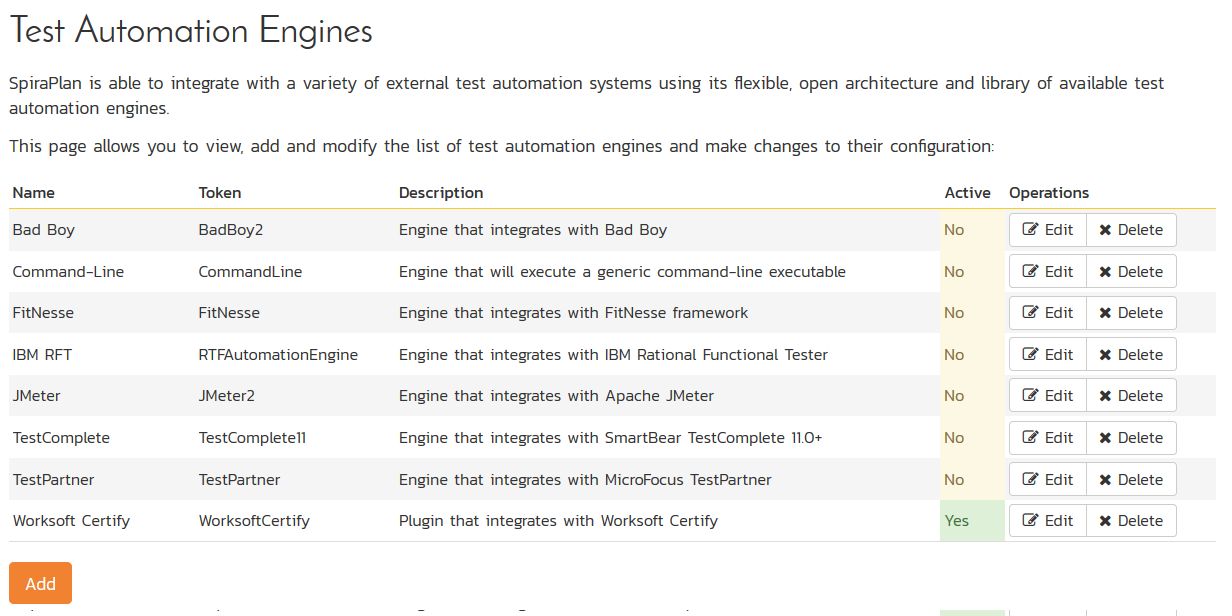 Test Automation Engines
SpiraPlan is able to integrate with a variety of external test automation systems using its flexible, open architecture and library of available test
automation engines.
This page allows you to view, add and modify the list of test automation engines and make changes to their configuration:
Name Token Description Active Operations
Bad Boy BadBoy2 Engine that integrates with Bad Boy No Edit Delete
Command-Line CommandLine Engine that will execute a generic command-line executable No Edit Delete
FitNesse FitNesse Engine that integrates with FitNesse framework No Edit Delete
IBM RFT RTFAutomationEngine Engine that integrates with IBM Rational Functional Tester No Edit Delete
JMeter JMeter2 Engine that integrates with Apache JMeter No Edit Delete
TestComplete TestComplete11 Engine that integrates with SmartBear TestComplete 11.0+ No Edit Delete
TestPartner TestPartner Engine that integrates with MicroFocus TestPartner No Edit Delete
Worksoft Certify WorksoftCertify Plugin that integrates with Worksoft Certify Yes Edit Delete
Add